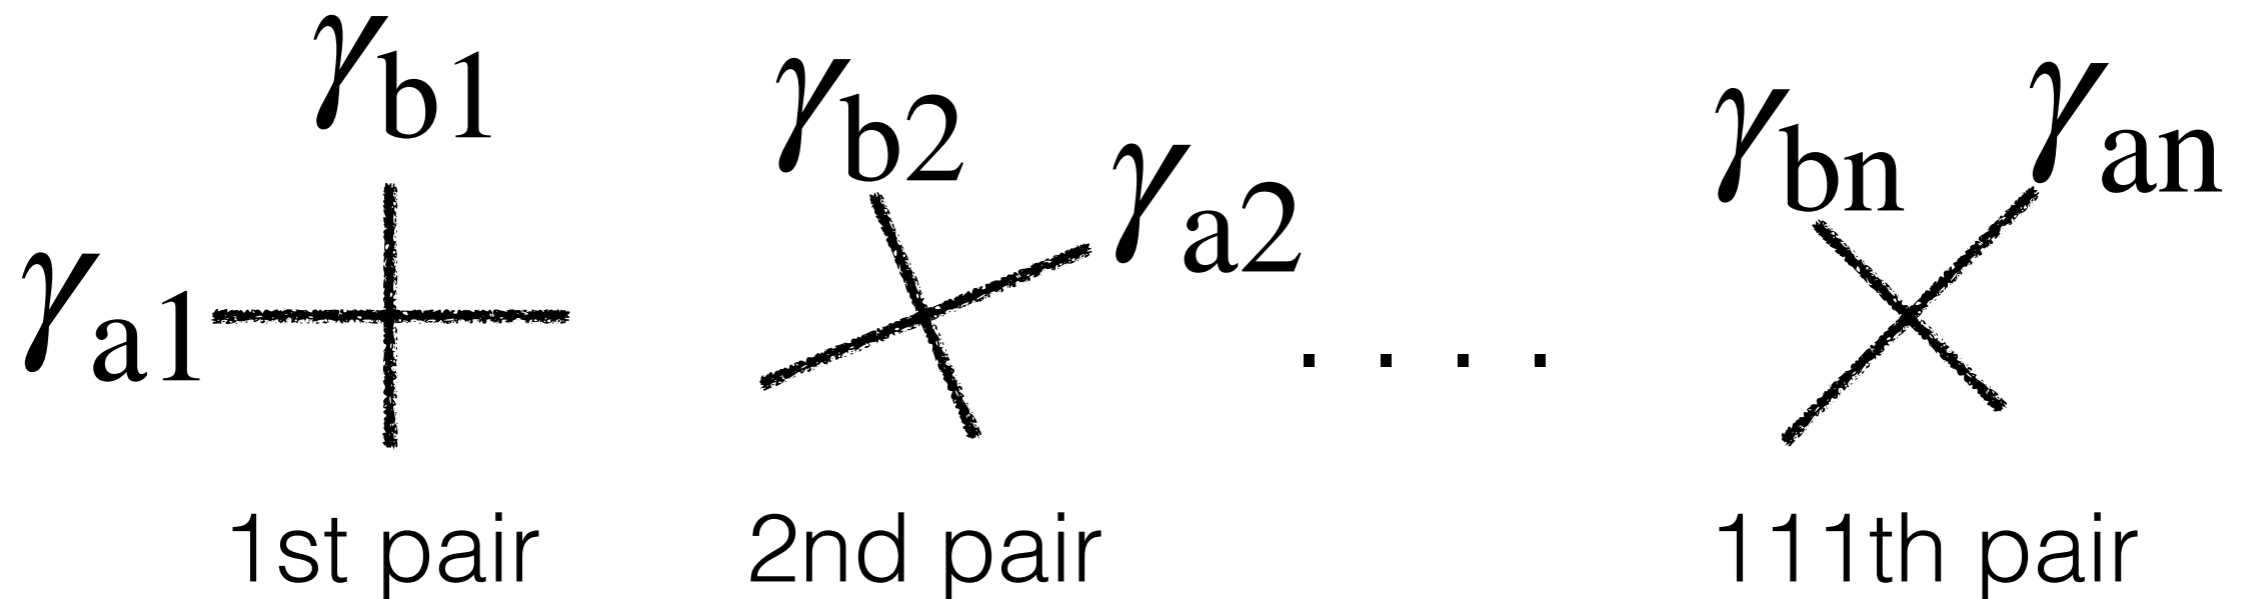 γb1
γb2
γbn
γan
γa2
γa1
. . . .
1st pair
2nd pair
111th pair